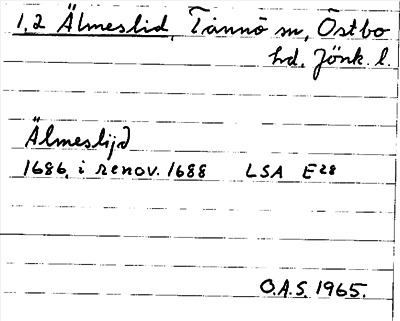 1,2 Älmeslid, Tånnö sn, Östbo
hd, Jönk. l.
Älmeslijd
1686, i renov. 1688 LSA E28
O.A.S. 1965.